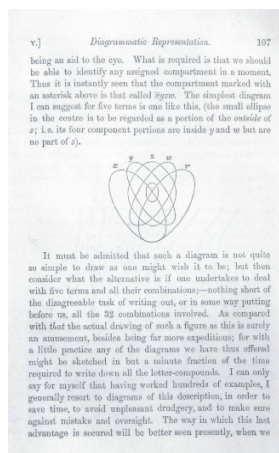 v.] Diagrammatic Representation. 107
being an aid to the eye. What is required is that we should
be able to identify any assigned compartment in a moment.
Thus it is instantly seen that the compartment marked with
an asterisk above is that called
The simplest diagram
I can suggest for five terms is one like this, (the small ellipse
in the centre is to be regarded as a portion of the outside of
z; i.e. its four component portions are inside y and w but are
no part of z).
x y z w v
It must be admitted that such a diagram is not quite
so simple to draw as one might wish it to be; but then
consider what the alternative is if one undertakes to deal
with five terms and all their combinations;—nothing short of
the disagreeable task of writing out, or in some way putting
before us, all the 32 combinations involved. As compared
with that the actual drawing of such a figure as this is surely
an amusement, besides being far more expeditious; for with
a little practice any of the diagrams we have thus offered
might be sketched in but a minute fraction of the time
required to write down all the letter-compounds. I can only
say for myself that having worked hundreds of examples, I
generally resort to diagrams of this description, in order to
save time, to avoid unpleasant drudgery, and to make sure
against mistake and oversight. The way in which this last
advantage is secured will be better seen presently, when we